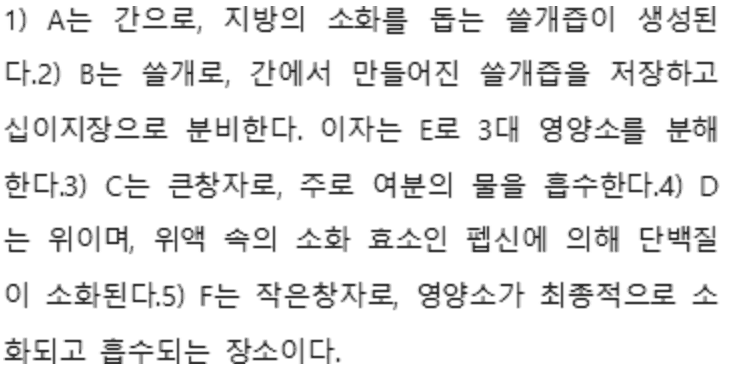 1) A는 간으로, 지방의 소화를 돕는 쓸개즙이 생성된
다.2) B는 쓸개로, 간에서 만들어진 쓸개즙을 저장하고
십이지장으로 분비한다. 이자는 E로 3대 영양소를 분해
한다.3) C는 큰창자로, 주로 여분의 물을 흡수한다.4) D
는 위이며, 위액 속의 소화 효소인 펩신에 의해 단백질
이 소화된다.5) F는 작은창자로, 영양소가 최종적으로 소
화되고 흡수되는 장소이다.